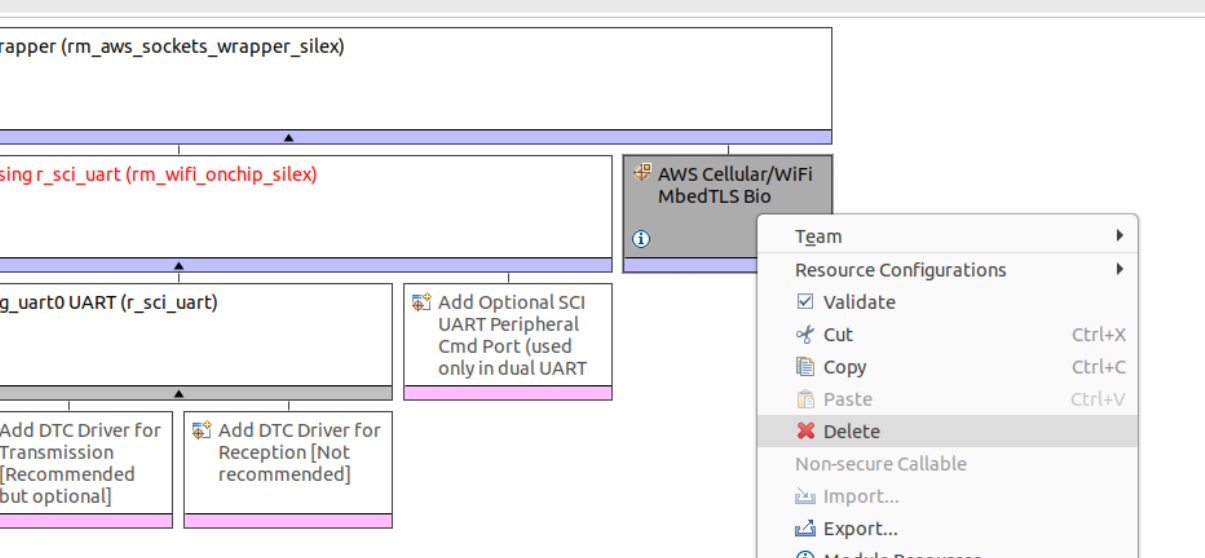 rapper (rm_aws_sockets_wrapper_silex)
sing r_sci_uart (rm_wifi_onchip_silex)
AWS Cellular/WiFi
MbedTLS Bio
g_uart0 UART (r_sci_uart)
Add Optional SCI
UART Peripheral
Cmd Port (used
only in dual UART
Add DTC Driver for
Transmission
[Recommended
but optional]
Add DTC Driver for
Reception [Not
recommended]
Team
Resource Configurations
Validate
Cut Ctrl+X
Copy Ctrl+C
Paste Ctrl+V
Delete
Non-secure Callable
Import...
Export...
Module Resources